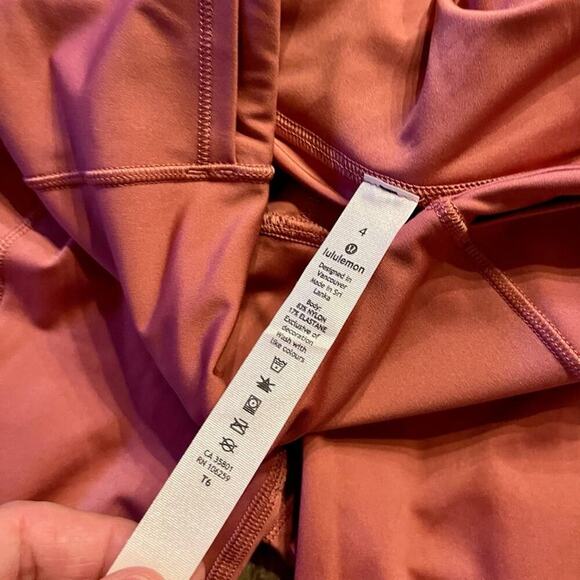 4
lululemon
Designed in
Vancouver
Made in Sri
Lanka
Body:
83% NYLON
17% ELASTANE
Exclusive of
decoration
Wash with
like colours
CA 35801
RN 106259
T6